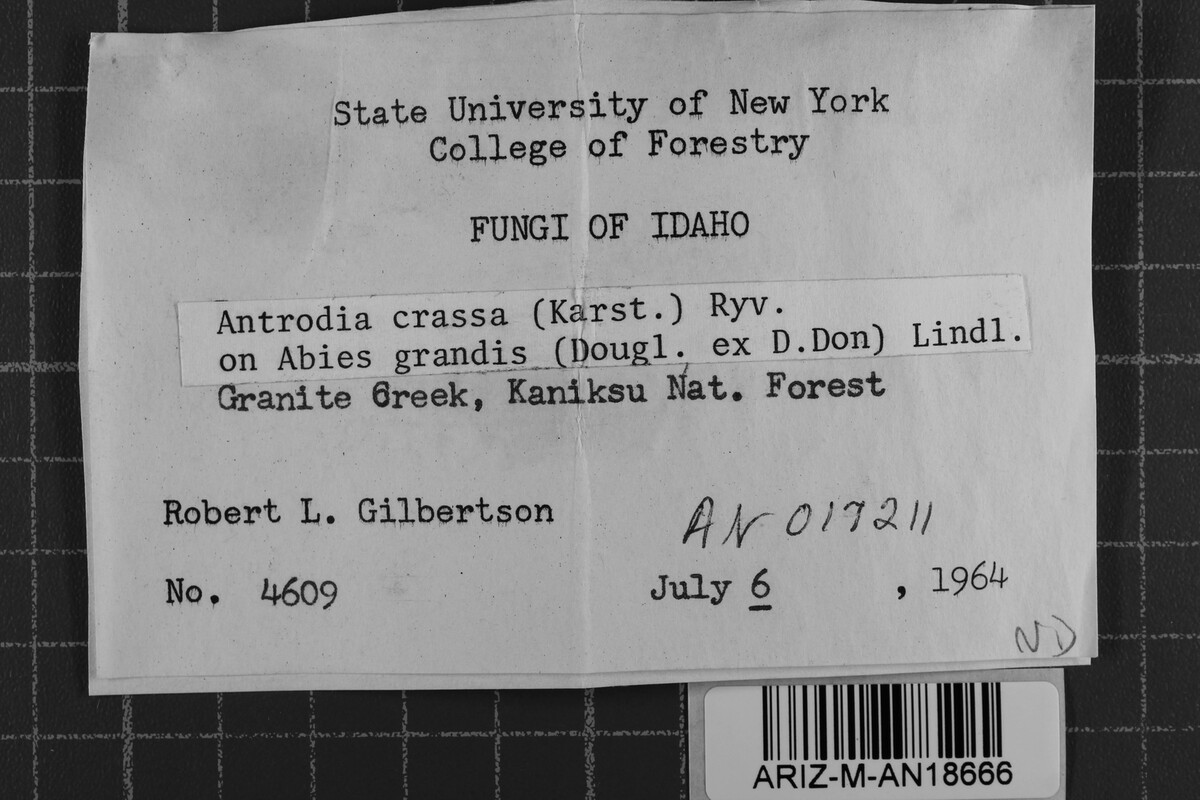 State University of New York
College of Forestry
FUNGI OF IDAHO
Antrodia crassa (Karst.) Ryv.
on Abies grandis (Dougl. ex D.Don) Lindl.
Granite Creek, Kaniksu Nat. Forest
Robert L. Gilbertson
AN 017211
No. 4609
July 6 , 1964
ND
ARIZ-M-AN18666